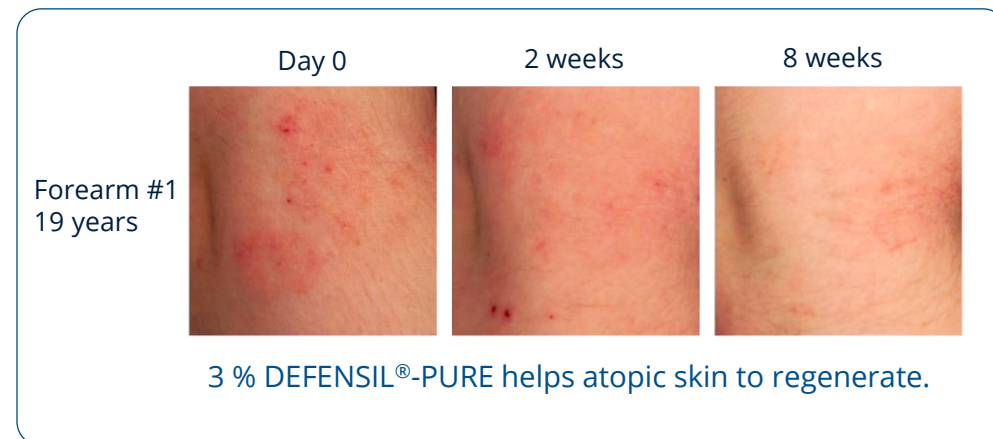 Day 0
2 weeks
8 weeks
Forearm #1
19 years
3 % DEFENSIL®-PURE helps atopic skin to regenerate.